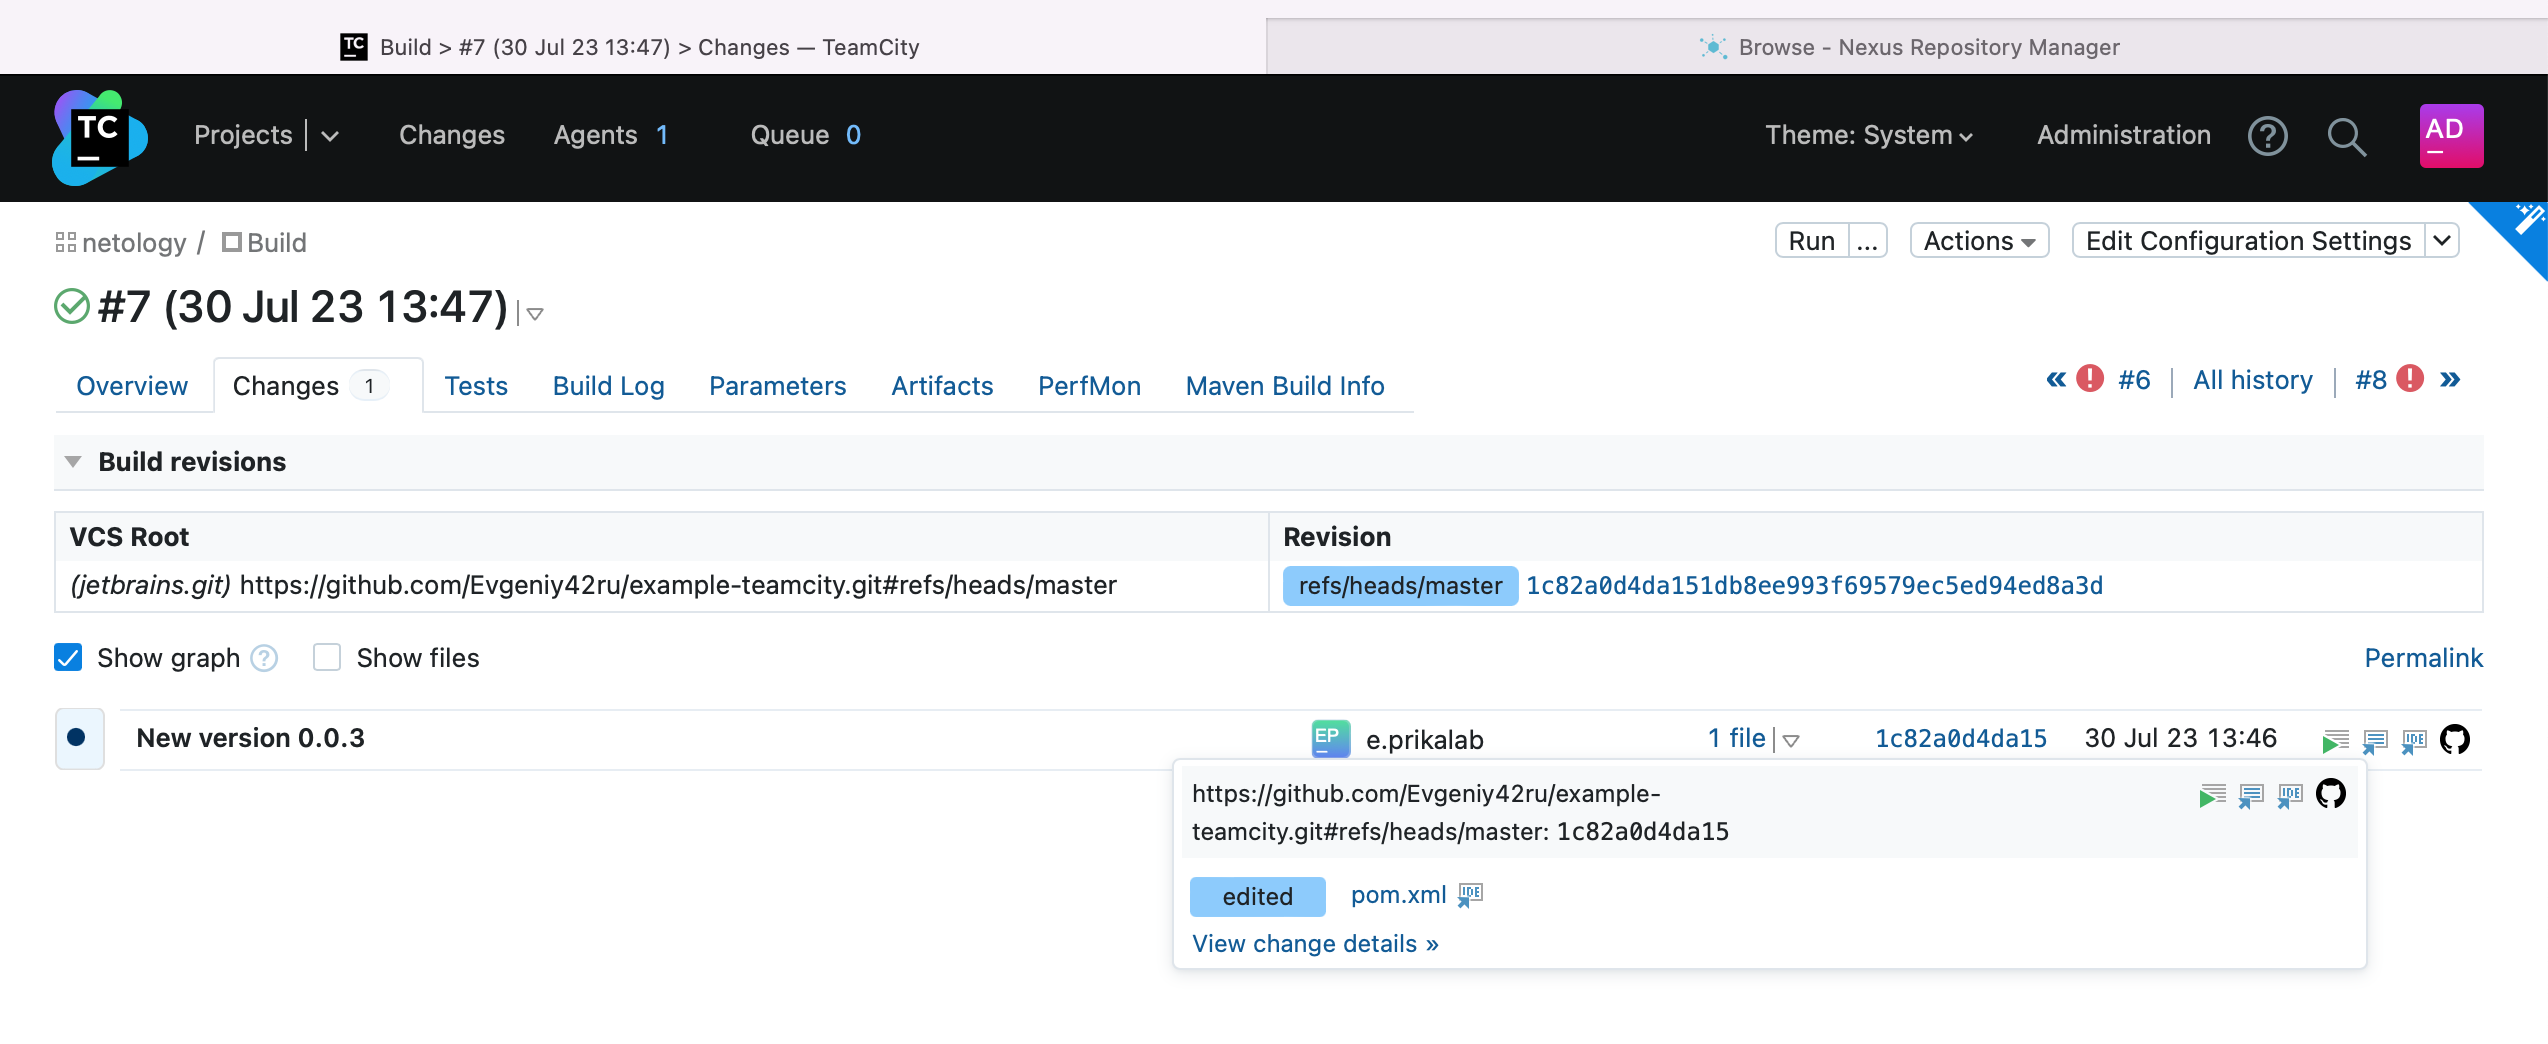 TC Build > #7 (30 Jul 23 13:47) > Changes — TeamCity
Browse - Nexus Repository Manager
TC Projects Changes Agents 1 Queue 0 Theme: System Administration ? AD
netology / Build Run ... Actions Edit Configuration Settings
#7 (30 Jul 23 13:47)
Overview Changes 1 Tests Build Log Parameters Artifacts PerfMon Maven Build Info « ! #6 | All history | #8 ! »
Build revisions
VCS Root Revision
(jetbrains.git) https://github.com/Evgeniy42ru/example-teamcity.git#refs/heads/master refs/heads/master 1c82a0d4da151db8ee993f69579ec5ed94ed8a3d
Show graph ? Show files Permalink
New version 0.0.3 EP e.prikalab 1 file 1c82a0d4da15 30 Jul 23 13:46 IDE
https://github.com/Evgeniy42ru/example- IDE
teamcity.git#refs/heads/master: 1c82a0d4da15
edited pom.xml IDE
View change details »